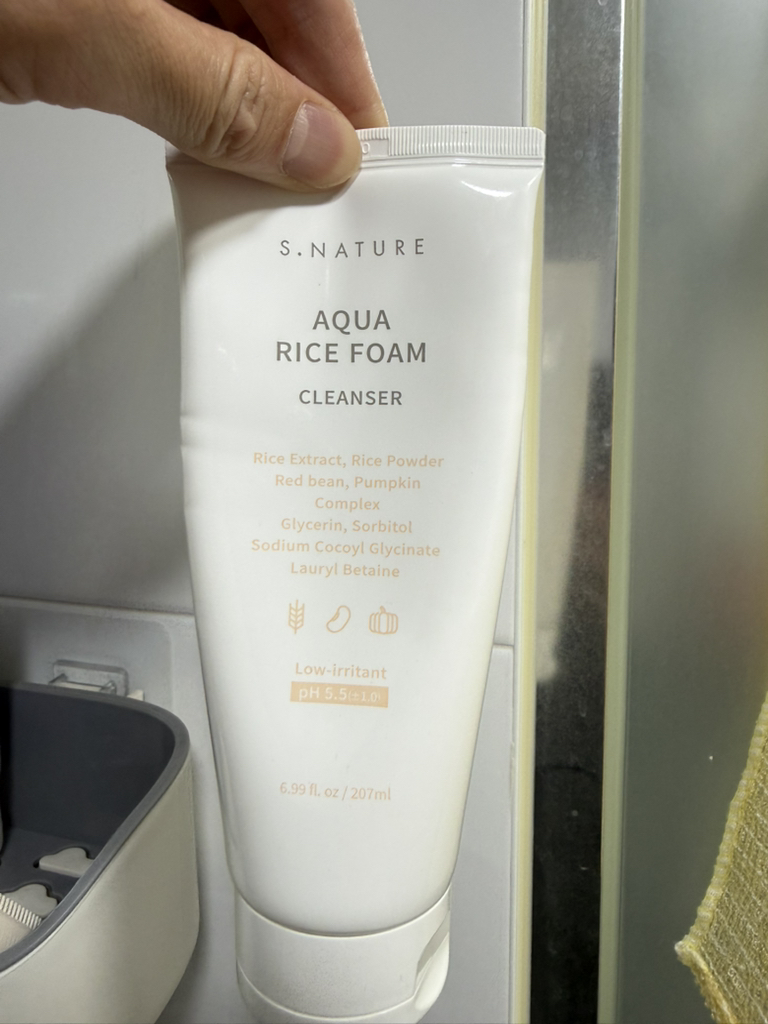 S.NATURE
AQUA
RICE FOAM
CLEANSER
Rice Extract, Rice Powder
Red bean, Pumpkin
Complex
Glycerin, Sorbitol
Sodium Cocoyl Glycinate
Lauryl Betaine
Low-irritant
pH 5.5(±1.0)
6.99 fl. oz / 207ml